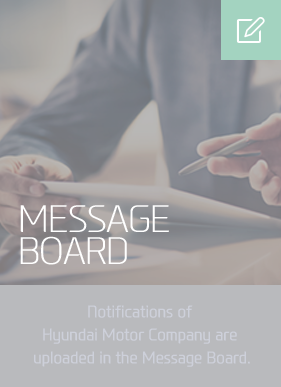 MESSAGE
BOARD
Notifications of
Hyundai Motor Company are
uploaded in the Message Board.